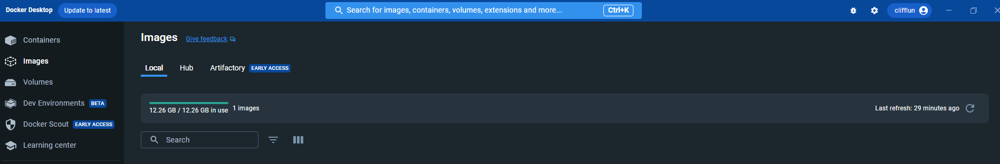 Docker Desktop Update to latest
Search for images, containers, volumes, extensions and more... Ctrl+K
clifflun
Containers
Images
Volumes
Dev Environments BETA
Docker Scout EARLY ACCESS
Learning center
Images Give feedback
Local Hub Artifactory EARLY ACCESS
12.26 GB / 12.26 GB in use 1 images
Last refresh: 29 minutes ago
Search